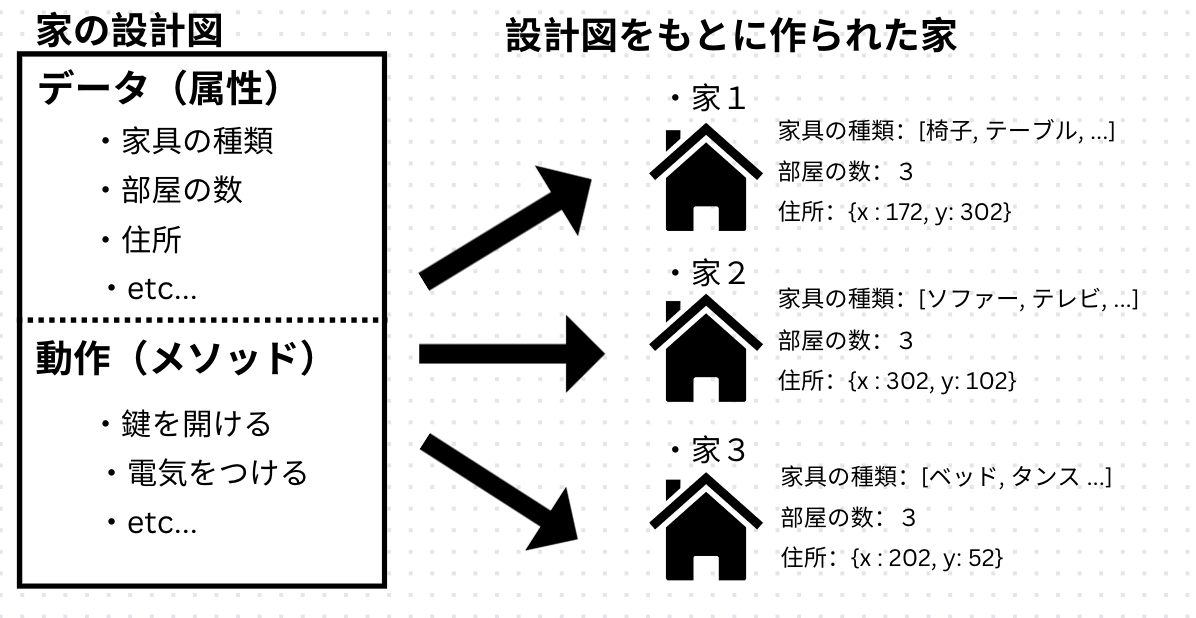 家の設計図
データ（属性）
・家具の種類
・部屋の数
・住所
・etc...
動作（メソッド）
・鍵を開ける
・電気をつける
・etc...
設計図をもとに作られた家
・家１
家具の種類：[椅子, テーブル, ...]
部屋の数： 3
住所：{x : 172, y: 302}
・家２
家具の種類：[ソファー, テレビ, ...]
部屋の数： 3
住所：{x : 302, y: 102}
・家３
家具の種類：[ベッド, タンス ...]
部屋の数： 3
住所：{x : 202, y: 52}